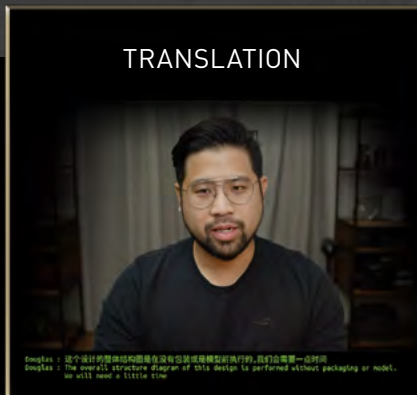 TRANSLATION
Douglas : 这个设计的整体结构图是在没有包装或是模型前执行的,我们会需要一点时间
Douglas : The overall structure diagram of this design is performed without packaging or model.
We will need a little time